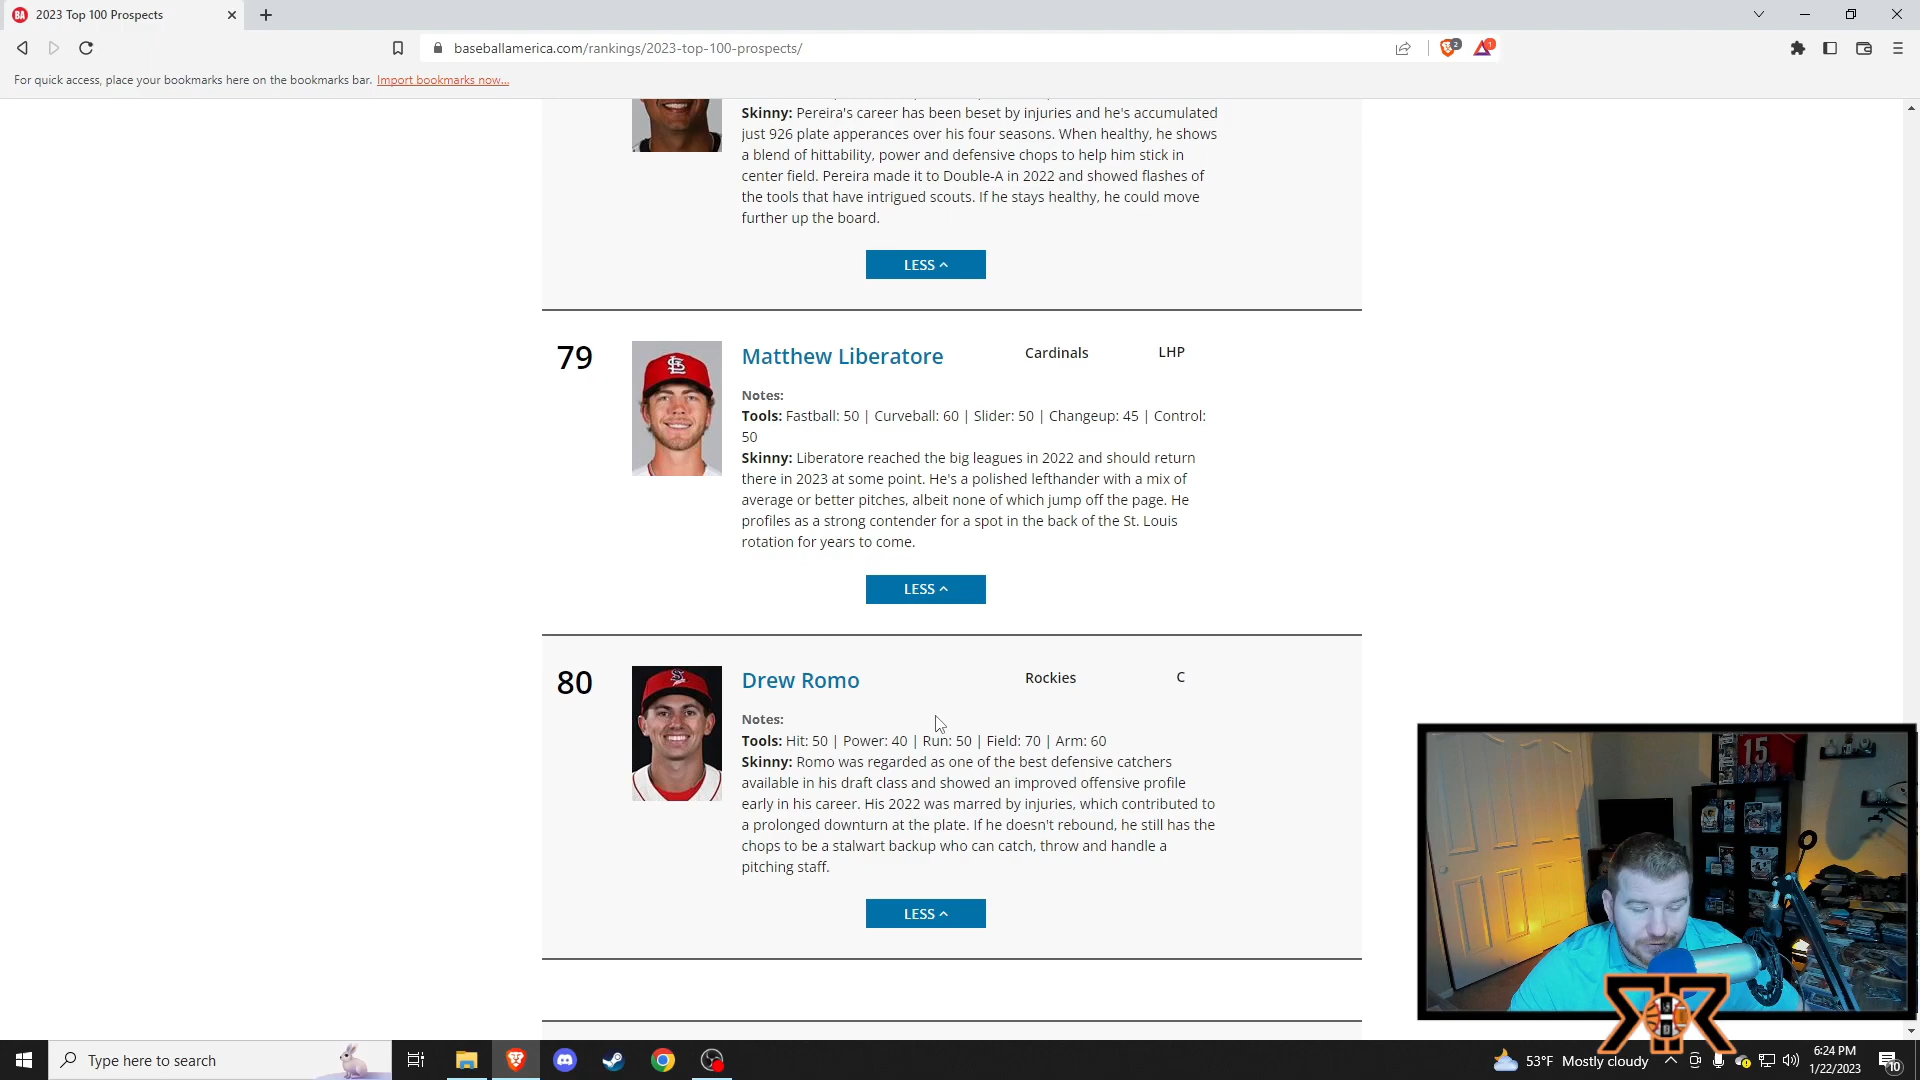 2023 Top 100 Prospects
baseballamerica.com/rankings/2023-top-100-prospects/
2
1
For quick access, place your bookmarks here on the bookmarks bar. Import bookmarks now...
Skinny: Pereira's career has been beset by injuries and he's accumulated
just 926 plate apperances over his four seasons. When healthy, he shows
a blend of hittability, power and defensive chops to help him stick in
center field. Pereira made it to Double-A in 2022 and showed flashes of
the tools that have intrigued scouts. If he stays healthy, he could move
further up the board.
LESS
79
Matthew Liberatore
Cardinals
LHP
Notes:
Tools: Fastball: 50 | Curveball: 60 | Slider: 50 | Changeup: 45 | Control:
50
Skinny: Liberatore reached the big leagues in 2022 and should return
there in 2023 at some point. He's a polished lefthander with a mix of
average or better pitches, albeit none of which jump off the page. He
profiles as a strong contender for a spot in the back of the St. Louis
rotation for years to come.
LESS
80
Drew Romo
Rockies
C
Notes:
Tools: Hit: 50 | Power: 40 | Run: 50 | Field: 70 | Arm: 60
Skinny: Romo was regarded as one of the best defensive catchers
available in his draft class and showed an improved offensive profile
early in his career. His 2022 was marred by injuries, which contributed to
a prolonged downturn at the plate. If he doesn't rebound, he still has the
chops to be a stalwart backup who can catch, throw and handle a
pitching staff.
LESS
15
Type here to search
53°F Mostly cloudy
6:24 PM
1/22/2023
10